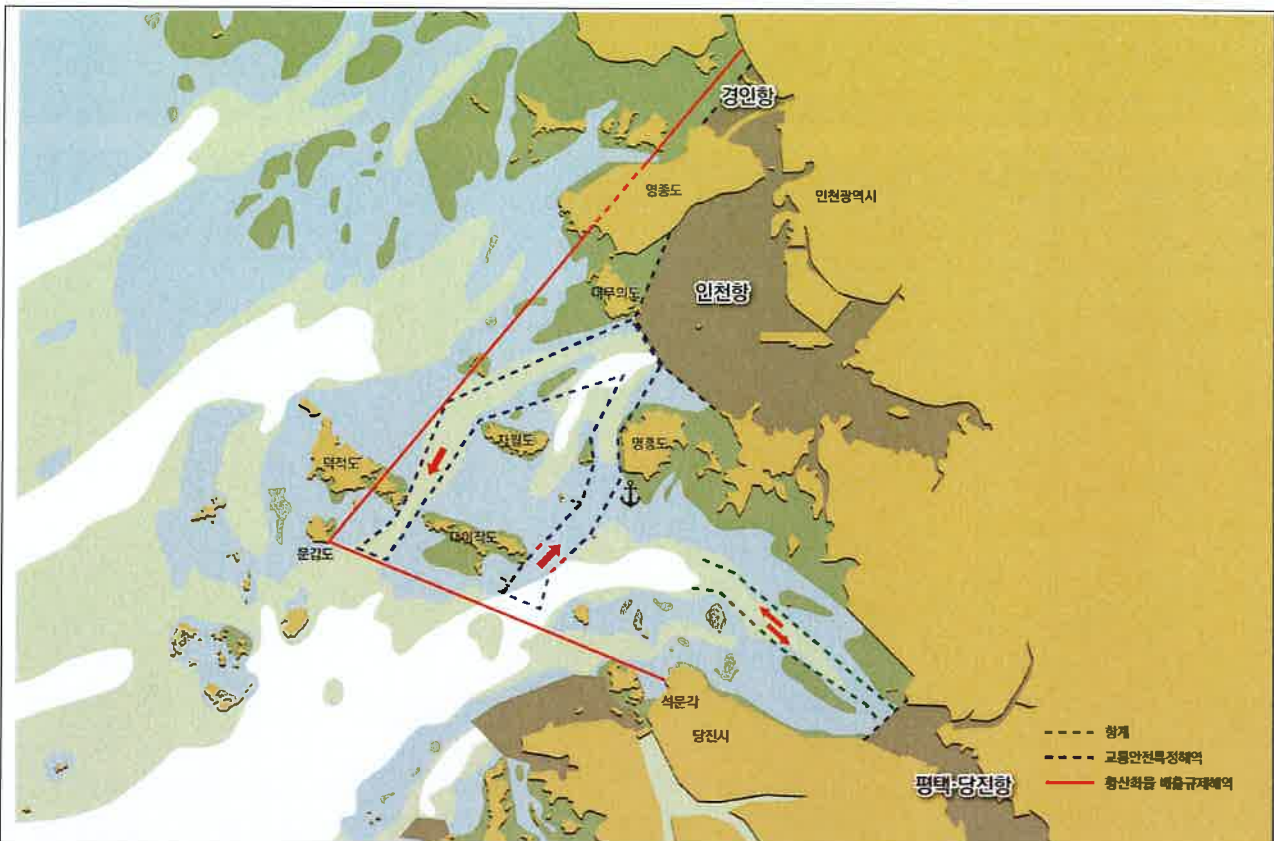 경인항
영종도
인천광역시
대무의도
인천항
자월도
영흥도
덕적도
대이작도
문갑도
석문각
당진시
평택·당진항
항계
교통안전특정해역
황산화물 배출규제해역